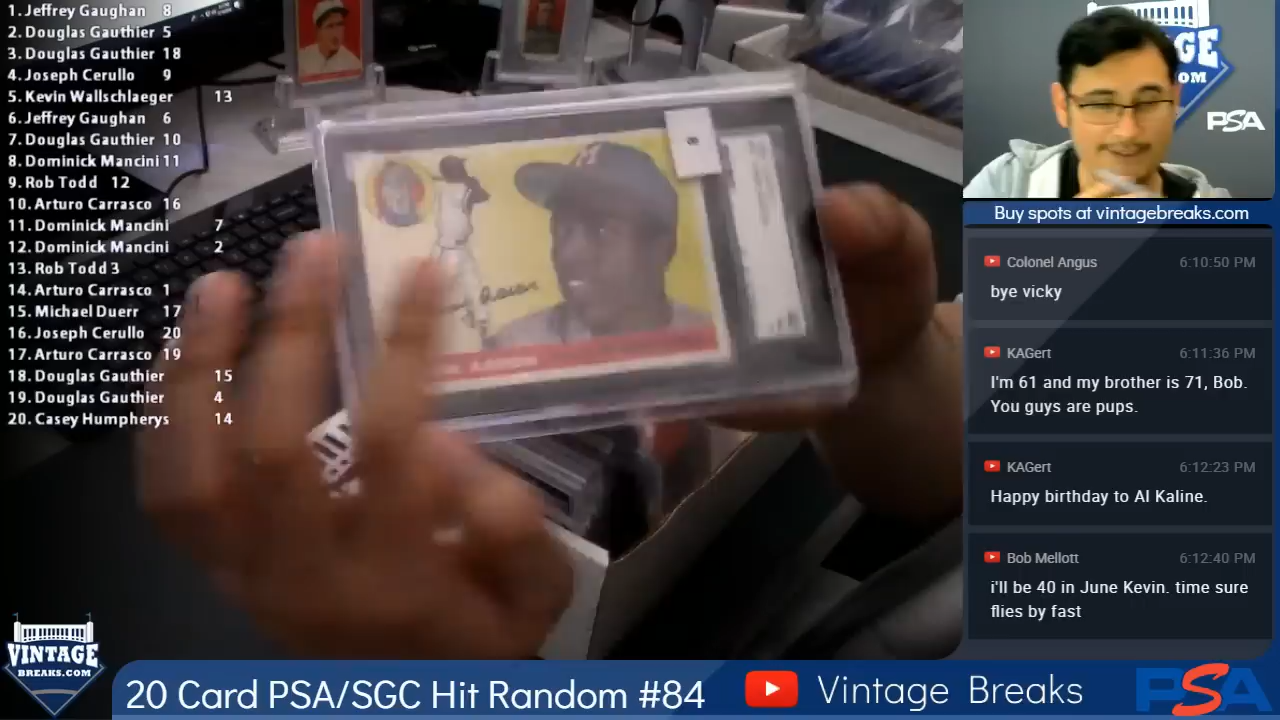 1. Jeffrey Gaughan 8
2. Douglas Gauthier 5
3. Douglas Gauthier 18
4. Joseph Cerullo 9
5. Kevin Wallschlaeger 13
6. Jeffrey Gaughan 6
7. Douglas Gauthier 10
8. Dominick Mancini 11
9. Rob Todd 12
10. Arturo Carrasco 16
11. Dominick Mancini 7
12. Dominick Mancini 2
13. Rob Todd 3
14. Arturo Carrasco 1
15. Michael Duerr 17
16. Joseph Cerullo 20
17. Arturo Carrasco 19
18. Douglas Gauthier 15
19. Douglas Gauthier 4
20. Casey Humpherys 14
8
M
Aaron
AARON
VINTAGE
BREAKS.COM
20 Card PSA/SGC Hit Random #84
Vintage Breaks
PSA
VINTAGE
.COM
PSA
Buy spots at vintagebreaks.com
Colonel Angus 6:10:50 PM
bye vicky
KAGert 6:11:36 PM
I'm 61 and my brother is 71, Bob.
You guys are pups.
KAGert 6:12:23 PM
Happy birthday to Al Kaline.
Bob Mellott 6:12:40 PM
i'll be 40 in June Kevin. time sure
flies by fast